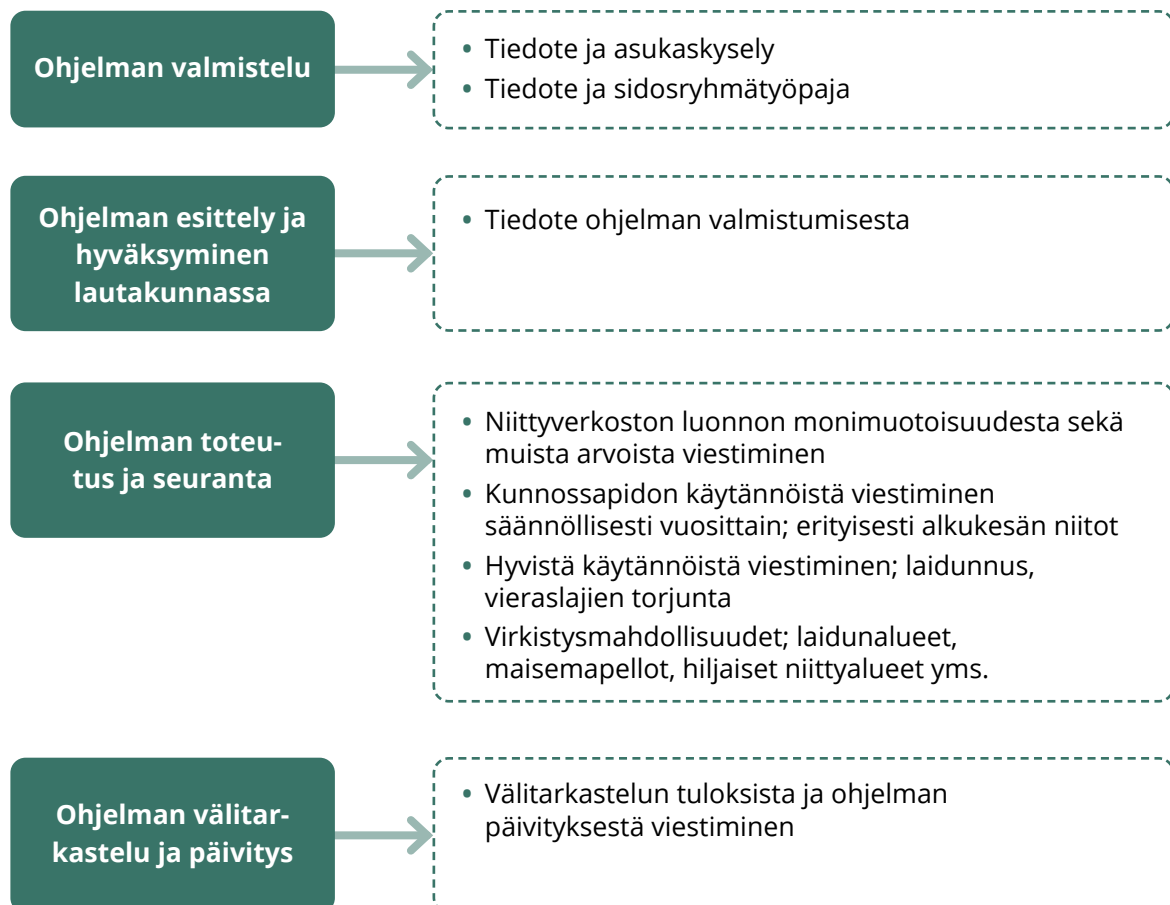 Ohjelman valmistelu
• Tiedote ja asukaskysely
• Tiedote ja sidosryhmätyöpaja
Ohjelman esittely ja
hyväksyminen
lautakunnassa
• Tiedote ohjelman valmistumisesta
Ohjelman toteu-
tus ja seuranta
• Niittyverkoston luonnon monimuotoisuudesta sekä
muista arvoista viestiminen
• Kunnossapidon käytännöistä viestiminen
säännöllisesti vuosittain; erityisesti alkukesän niitot
• Hyvistä käytännöistä viestiminen; laidunnus,
vieraslajien torjunta
• Virkistysmahdollisuudet; laidunalueet,
maisemapellot, hiljaiset niittyalueet yms.
Ohjelman välitar-
kastelu ja päivitys
• Välitarkastelun tuloksista ja ohjelman
päivityksestä viestiminen